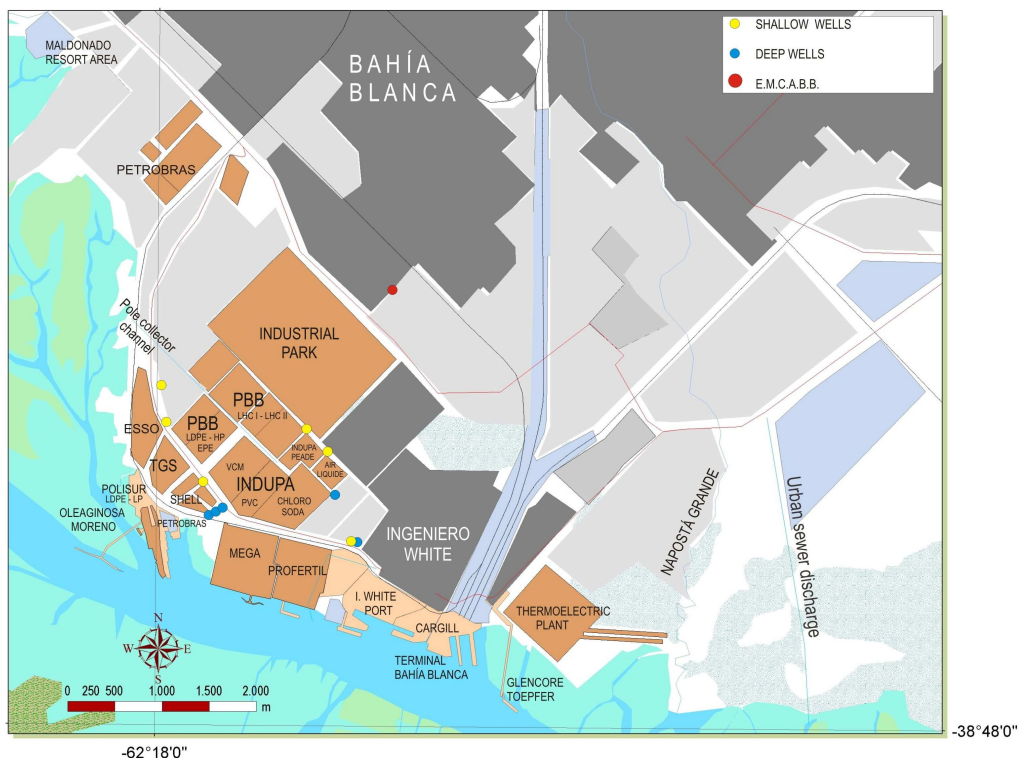 MALDONADO
RESORT AREA
BAHÍA
BLANCA
SHALLOW WELLS
DEEP WELLS
E.M.C.A.B.B.
PETROBRAS
Pole collector
channel
INDUSTRIAL
PARK
PBB
LHC I - LHC II
ESSO
PBB
LDPE - HP
EPE
INDUPA
PEADE
AIR
LIQUIDE
TGS
VCM
INDUPA
PVC
CHLORO
SODA
POLISUR
LDPE - LP
SHELL
OLEAGINOSA
MORENO
PETROBRAS
INGENIERO
WHITE
NAPOSTÁ GRANDE
Urban sewer discharge
MEGA
PROFERTIL
I. WHITE
PORT
CARGILL
THERMOELECTRIC
PLANT
TERMINAL
BAHÍA BLANCA
GLENCORE
TOEPFER
N
W E
S
0 250 500 1.000 1.500 2.000
m
-38°48'0"
-62°18'0"